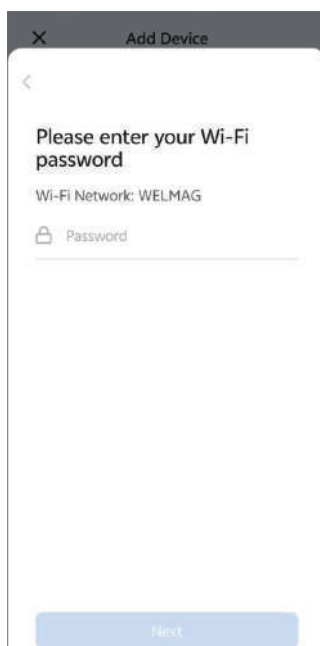 Add Device
Please enter your Wi-Fi
password
Wi-Fi Network: WELMAG
Password
Next